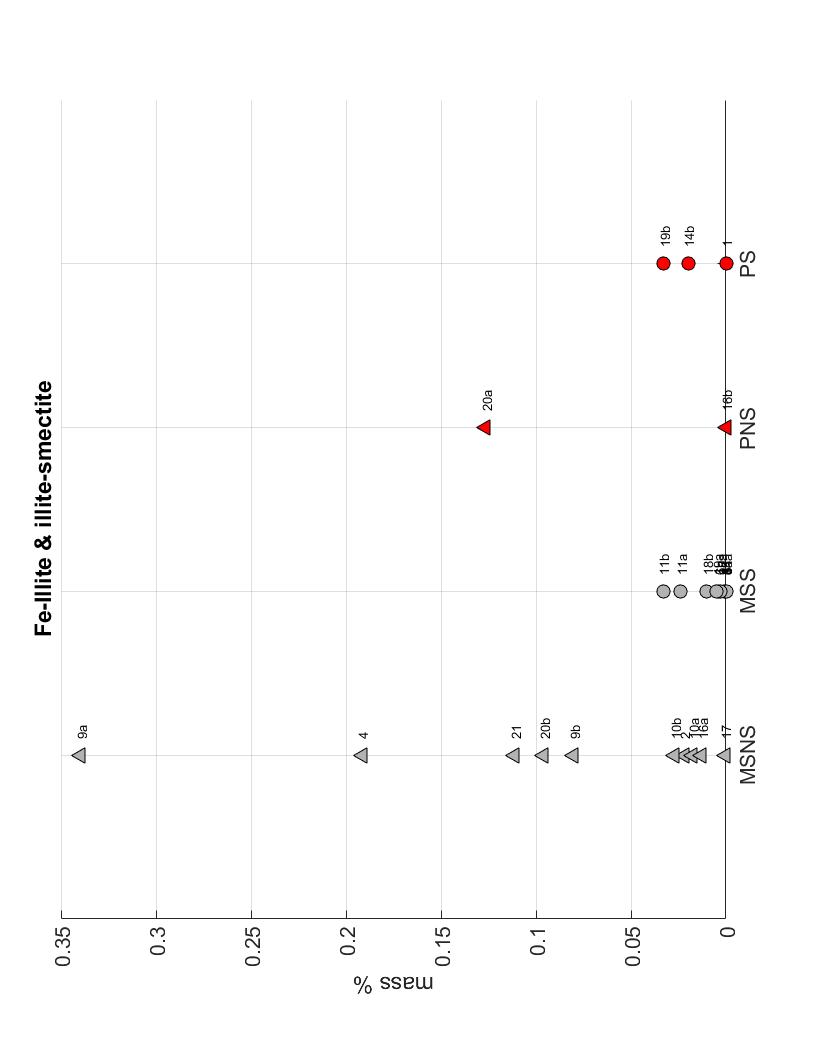 Fe-Illite & illite-smectite
0.35
0.3
0.25
0.2
0.15
0.1
0.05
0
mass %
9a
4
21
20b
9b
10b
2
10a
16a
17
11b
11a
18b
19a
20a
16b
19b
14b
1
MSNS
MSS
PNS
PS